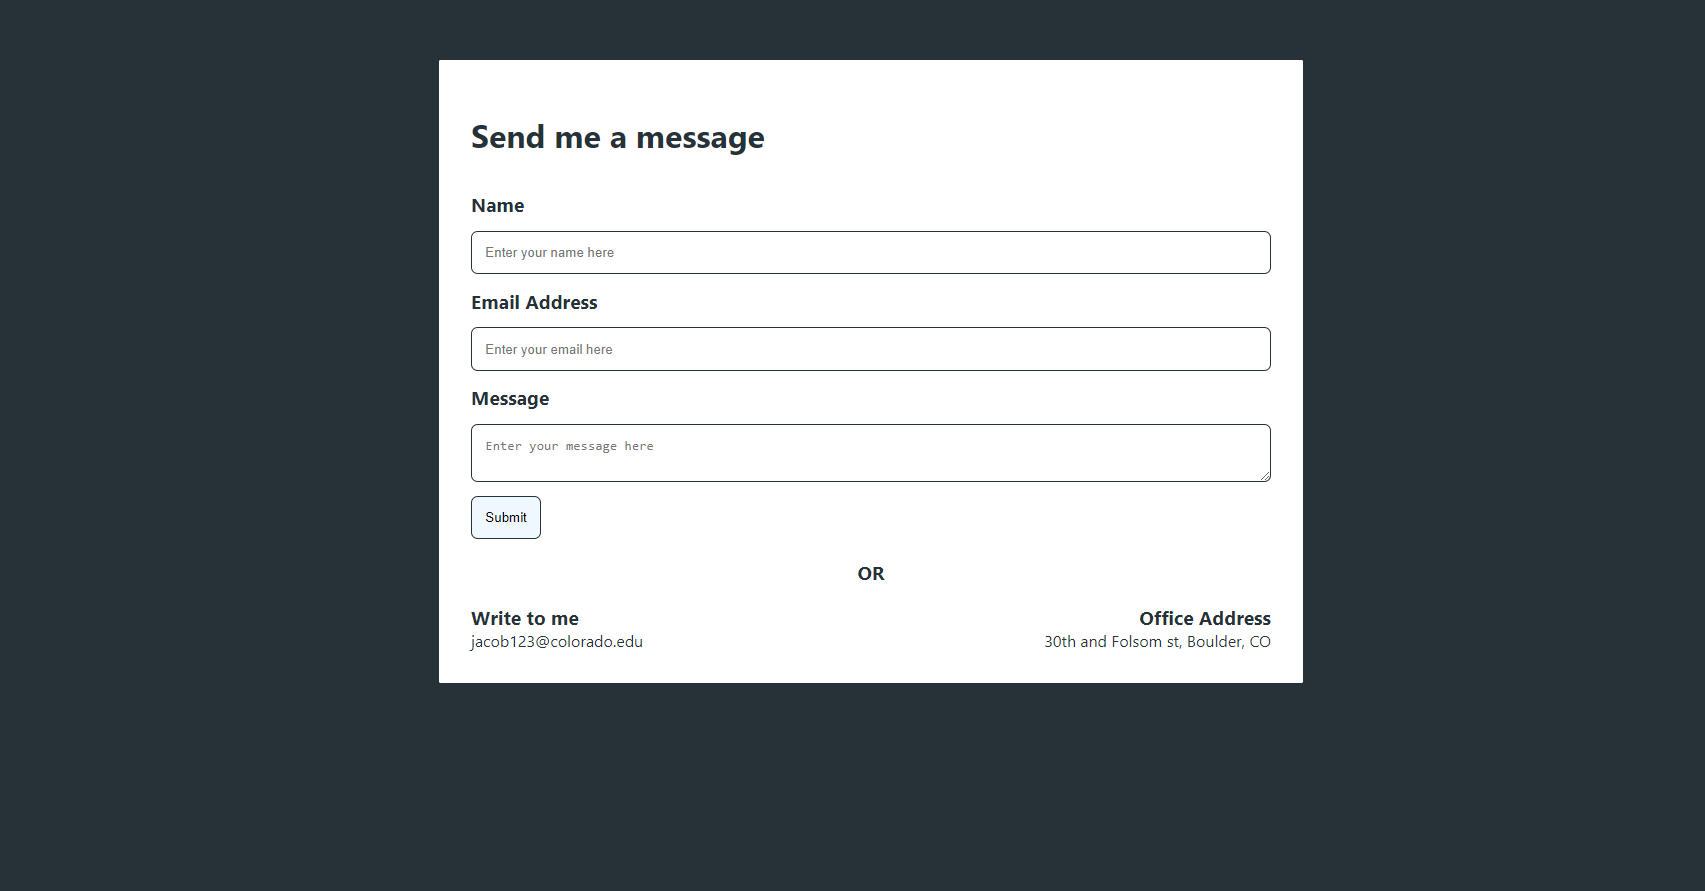 Send me a message
Name
Enter your name here
Email Address
Enter your email here
Message
Enter your message here
Submit
OR
Write to me
jacob123@colorado.edu
Office Address
30th and Folsom st, Boulder, CO